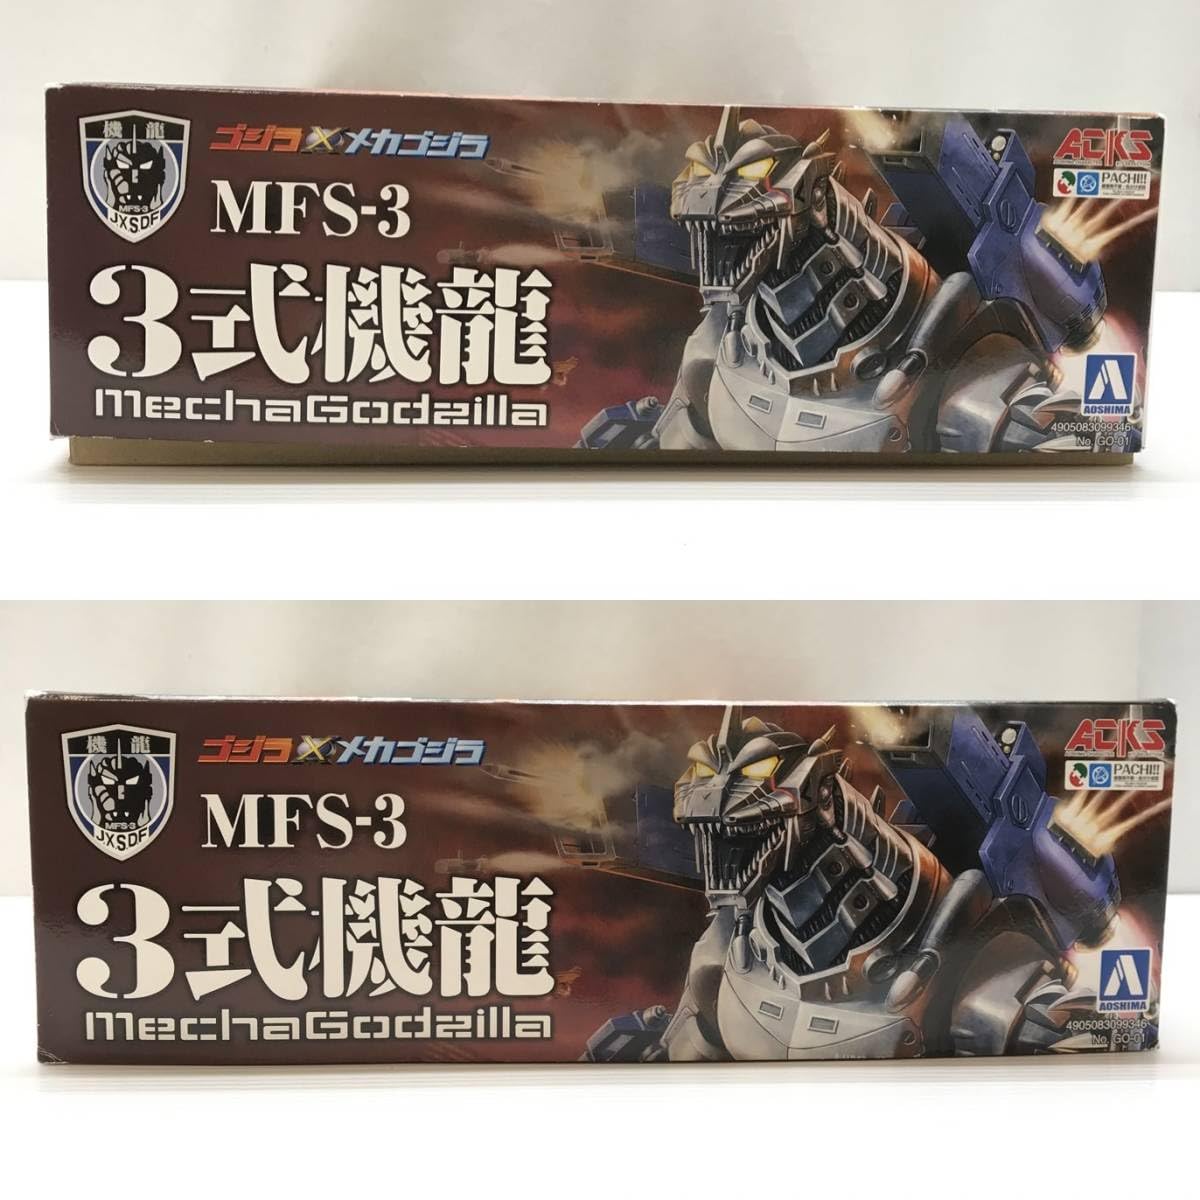 機 龍
MFS-3
J.X.S.D.F.
ゴジラ×メカゴジラ
MFS-3
3式機龍
MechaGodzilla
ACKS
PACHI!!
AOSHIMA
4905083099346
No. GO-01
機 龍
MFS-3
J.X.S.D.F.
ゴジラ×メカゴジラ
MFS-3
3式機龍
MechaGodzilla
ACKS
PACHI!!
AOSHIMA
4905083099346
No. GO-01